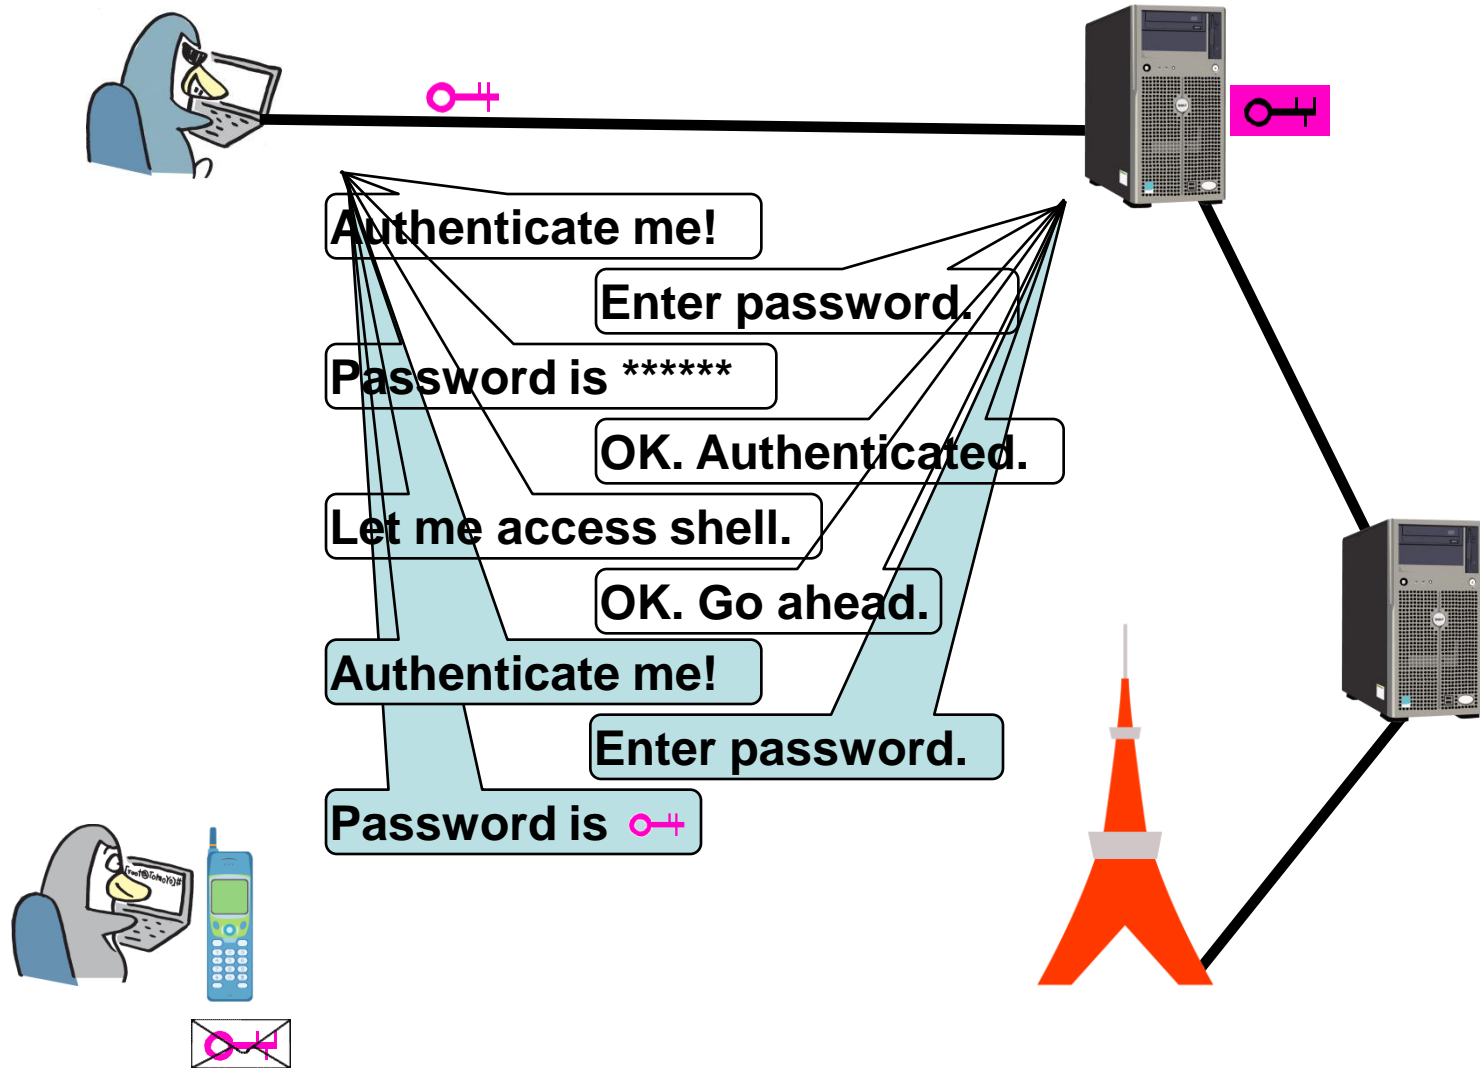 Authenticate me!
Enter password.
Password is ******
OK. Authenticated.
Let me access shell.
OK. Go ahead.
Authenticate me!
Enter password.
Password is